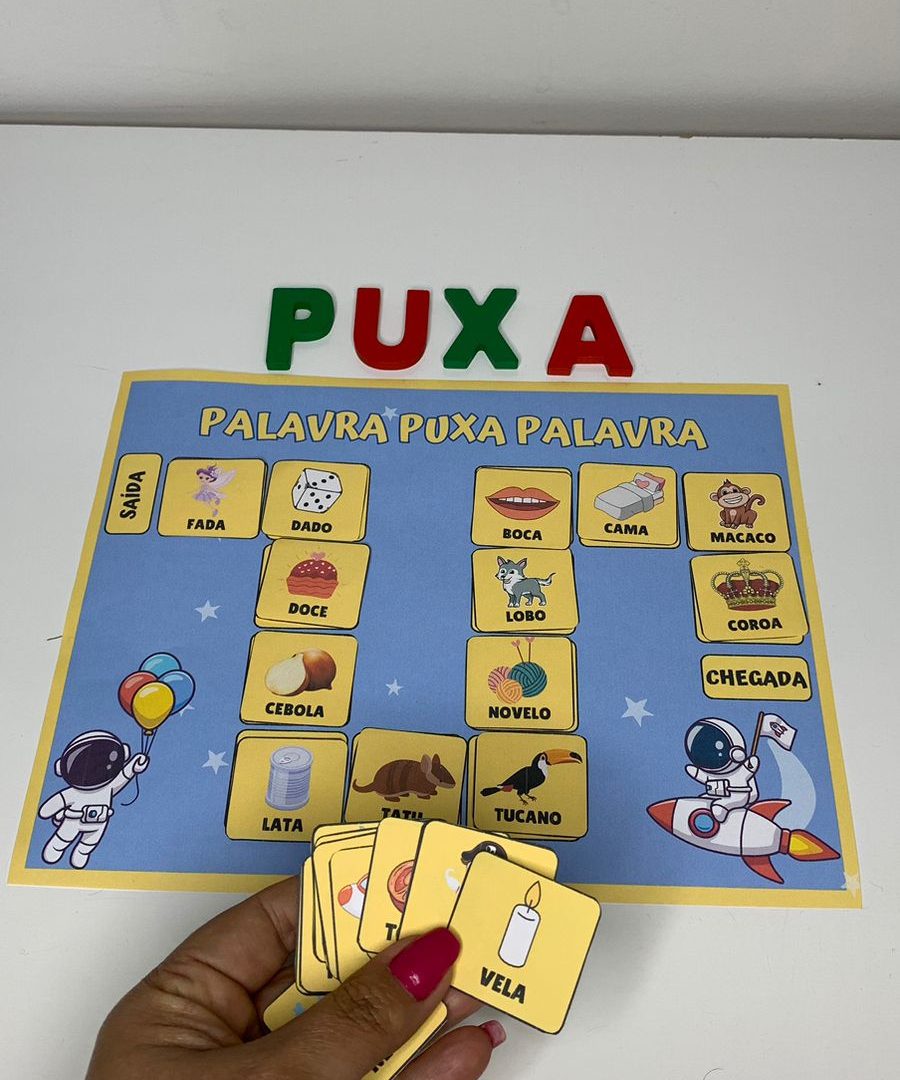 PUXA
PALAVRA PUXA PALAVRA
SAÍDA
FADA
DADO
BOCA
CAMA
MACACO
DOCE
LOBO
COROA
CEBOLA
NOVELO
CHEGADA
LATA
TATU
TUCANO
VELA